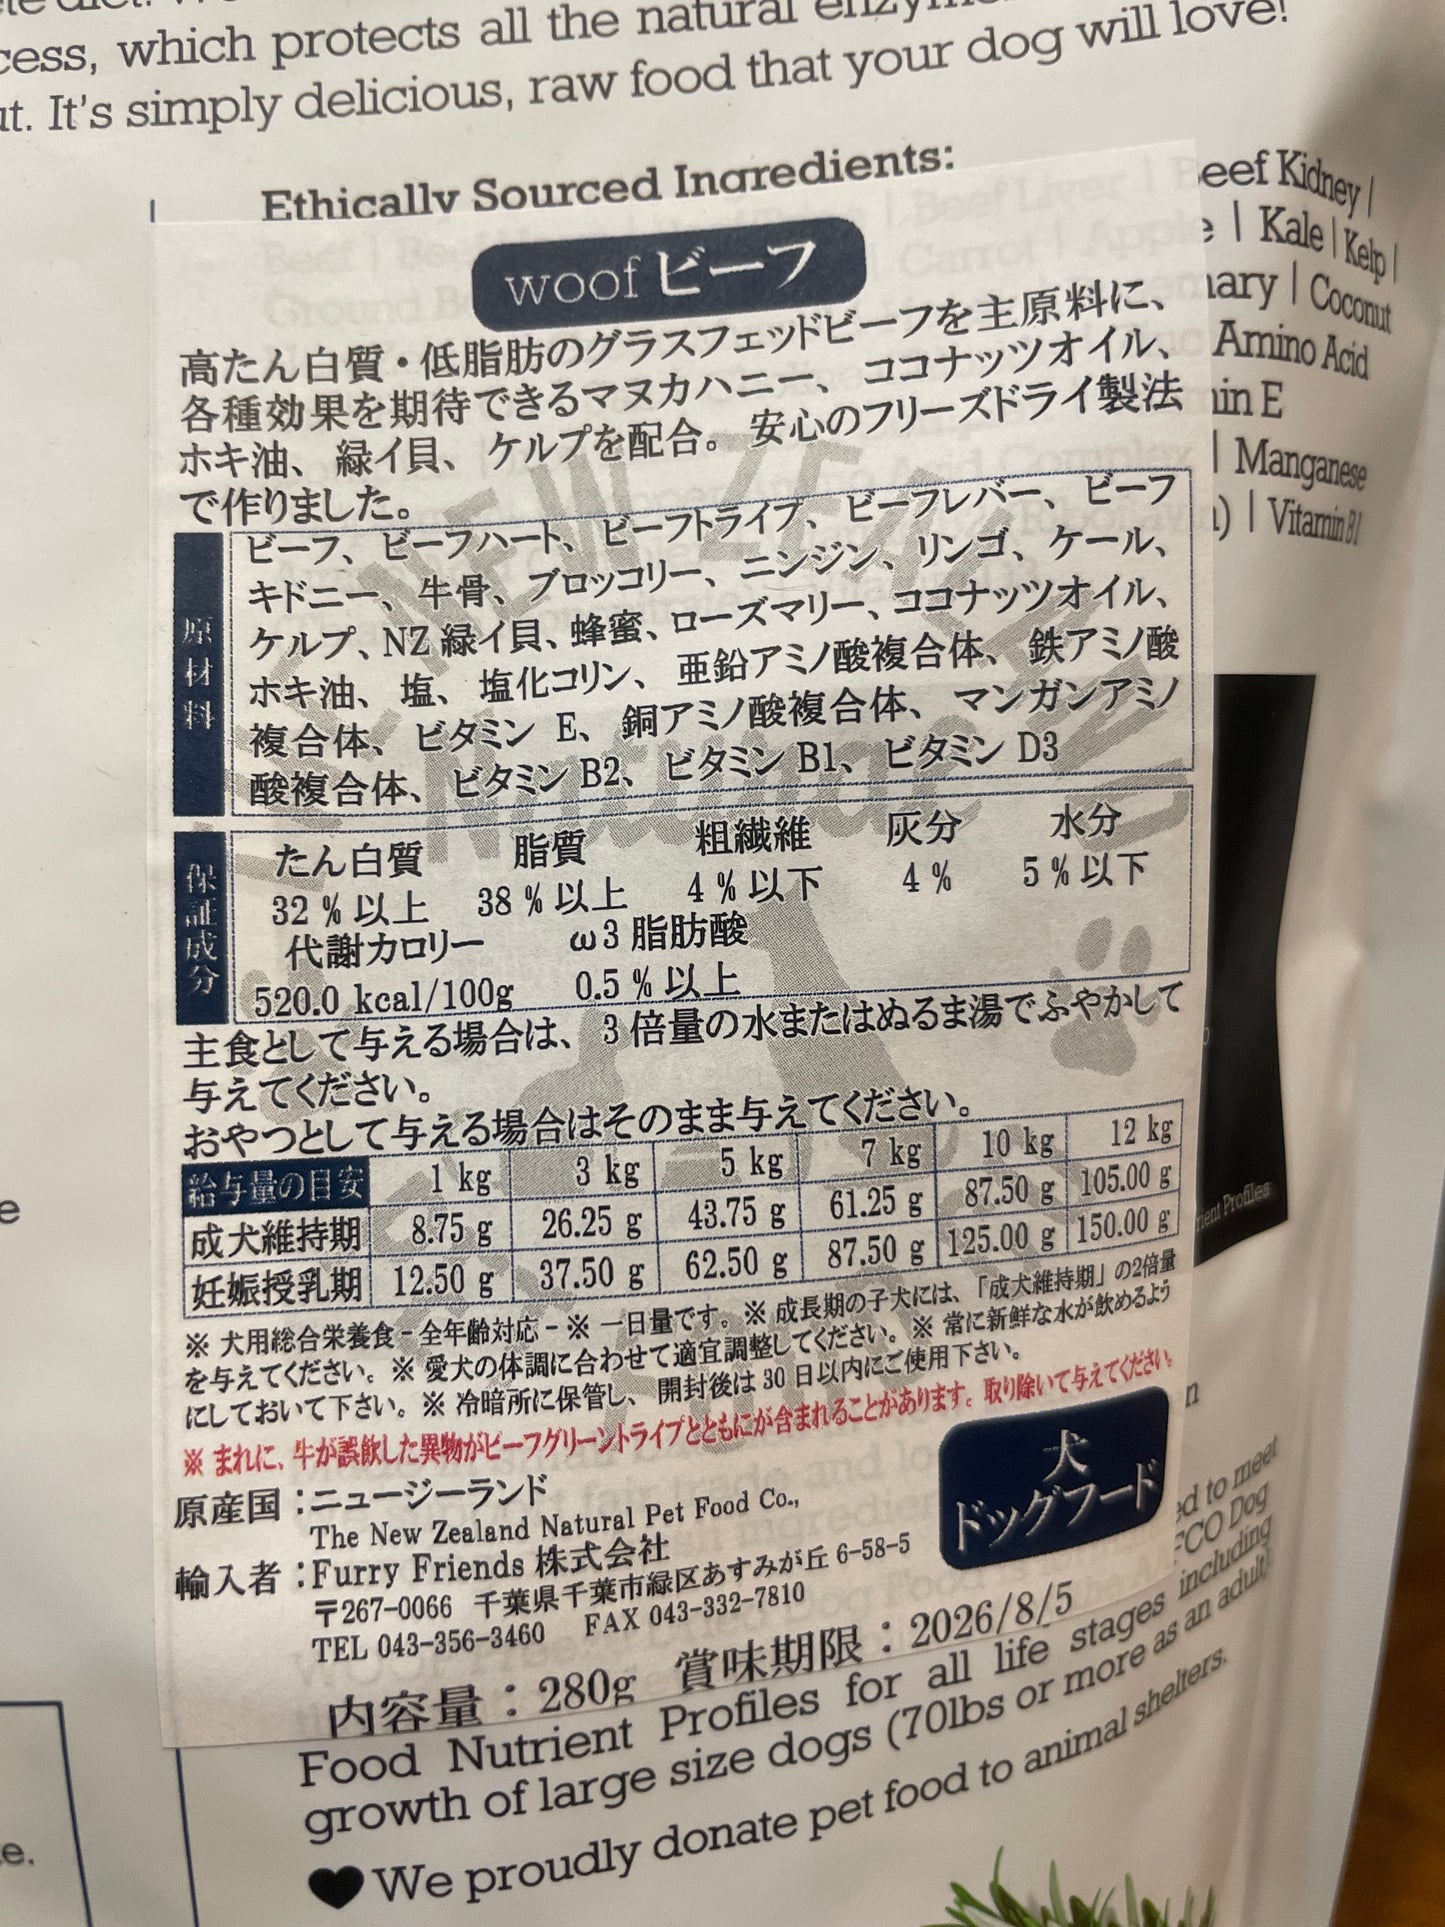 cess, which protects all the natural
ut. It's simply delicious, raw food that your dog will love!
Ethically Sourced Ingredients:
Beef Kidney |
e | Kale | Kelp |
mary | Coconut
Amino Acid
min E
| Manganese
) | Vitamin B1
woof ビーフ
高たん白質・低脂肪のグラスフェッドビーフを主原料に、
各種効果を期待できるマヌカハニー、ココナッツオイル、
ホキ油、緑イ貝、ケルプを配合。安心のフリーズドライ製法
で作りました。
原材料
ビーフ、ビーフハート、ビーフトライプ、ビーフレバー、ビーフ
キドニー、牛骨、ブロッコリー、ニンジン、リンゴ、ケール、
ケルプ、NZ緑イ貝、蜂蜜、ローズマリー、ココナッツオイル、
ホキ油、塩、塩化コリン、亜鉛アミノ酸複合体、鉄アミノ酸
複合体、ビタミン E、銅アミノ酸複合体、マンガンアミノ
酸複合体、ビタミン B2、ビタミン B1、ビタミン D3
保証成分
たん白質 脂質 粗繊維 灰分 水分
32％以上 38％以上 4％以下 4％ 5％以下
代謝カロリー ω3脂肪酸
520.0 kcal/100g 0.5％以上
主食として与える場合は、3倍量の水またはぬるま湯でふやかして
与えてください。
おやつとして与える場合はそのまま与えてください。
給与量の目安 1 kg 3 kg 5 kg 7 kg 10 kg 12 kg
成犬維持期 8.75 g 26.25 g 43.75 g 61.25 g 87.50 g 105.00 g
妊娠授乳期 12.50 g 37.50 g 62.50 g 87.50 g 125.00 g 150.00 g
※ 犬用総合栄養食－全年齢対応－※ 一日量です。※ 成長期の子犬には、「成犬維持期」の2倍量
を与えてください。※ 愛犬の体調に合わせて適宜調整してください。※ 常に新鮮な水が飲めるよう
にしておいて下さい。※ 冷暗所に保管し、開封後は30日以内にご使用下さい。
※ まれに、牛が誤飲した異物がビーフグリーントライプとともにが含まれることがあります。取り除いて与えてください。
原産国：ニュージーランド
The New Zealand Natural Pet Food Co.,
輸入者：Furry Friends 株式会社
〒267-0066 千葉県千葉市緑区あすみが丘 6-58-5
TEL 043-356-3460 FAX 043-332-7810
犬
ドッグフード
内容量：280g 賞味期限：2026/8/5
ient Profiles
ed to meet
FCO Dog
Food Nutrient Profiles for all life stages including
growth of large size dogs (70lbs or more as an adult)
We proudly donate pet food to animal shelters.